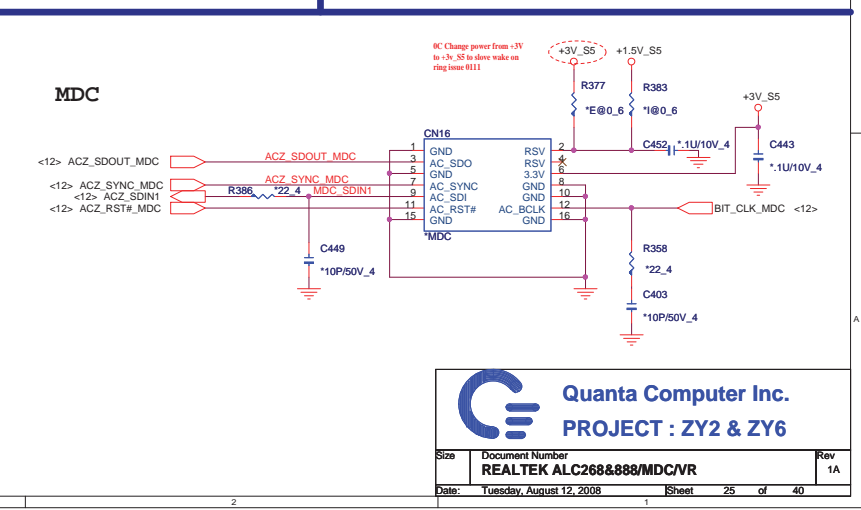 0C Change power from +3V
to +3v_S5 to slove wake on
ring issue 0111
+3V_S5 +1.5V_S5
R377 R383
*E@0_6 *I@0_6
+3V_S5
MDC
CN16
C452 *.1U/10V_4 C443
*.1U/10V_4
1 GND RSV 2
3 AC_SDO RSV 4
5 GND 3.3V 6
7 AC_SYNC GND 8
9 AC_SDI GND 10
11 AC_RST# AC_BCLK 12
15 GND GND 16
*MDC
<12> ACZ_SDOUT_MDC ACZ_SDOUT_MDC
<12> ACZ_SYNC_MDC ACZ_SYNC_MDC
<12> ACZ_SDIN1 R386 *22_4 MDC_SDIN1
<12> ACZ_RST#_MDC
BIT_CLK_MDC <12>
C449
*10P/50V_4
R358
*22_4
C403
*10P/50V_4
A
Quanta Computer Inc.
PROJECT : ZY2 & ZY6
Size Document Number Rev
REALTEK ALC268&888/MDC/VR 1A
Date: Tuesday, August 12, 2008 Sheet 25 of 40
2 1